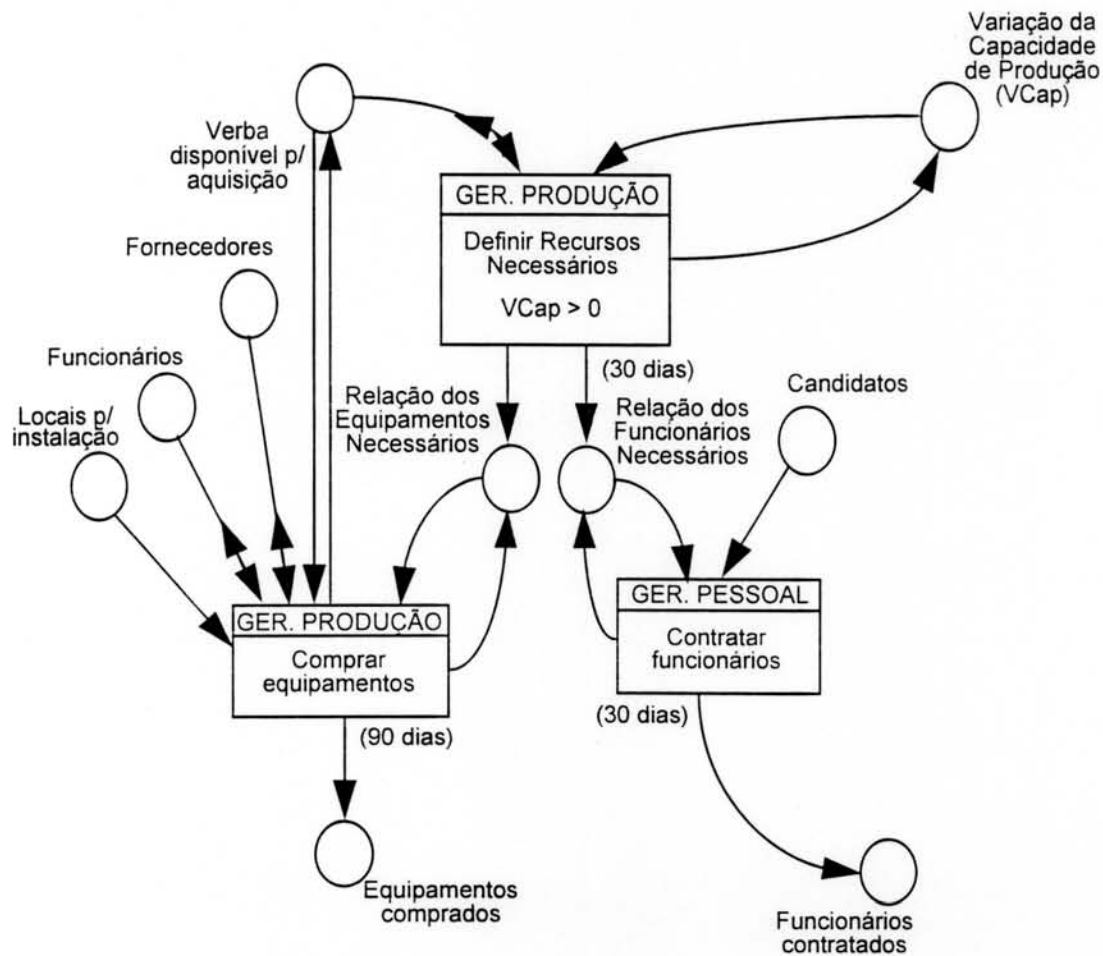 Variação da
Capacidade
de Produção
(VCap)
Verba
disponível p/
aquisição
GER. PRODUÇÃO
Definir Recursos
Necessários
VCap > 0
Fornecedores
Funcionários
Locais p/
instalação
(30 dias)
Relação dos
Equipamentos
Necessários
Relação dos
Funcionários
Necessários
Candidatos
GER. PRODUÇÃO
Comprar
equipamentos
(90 dias)
GER. PESSOAL
Contratar
funcionários
(30 dias)
Equipamentos
comprados
Funcionários
contratados